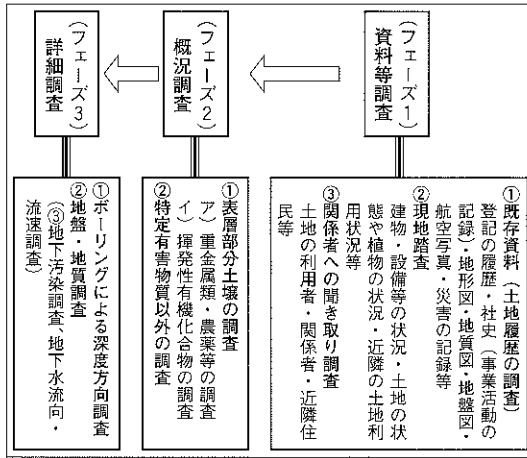 （フェーズ1）
資料等調査
①既存資料（土地履歴の調査）
登記の履歴・社史（事業活動の
記録）・地形図・地質図・地盤図・
航空写真・災害の記録等
②現地踏査
建物・設備等の状況・土地の状
態や植物の状況・近隣の土地利
用状況等
③関係者への聞き取り調査
土地の利用者・関係者・近隣住
民等
（フェーズ2）
概況調査
①表層部分土壌の調査
ア）重金属類・農薬等の調査
イ）揮発性有機化合物の調査
②特定有害物質以外の調査
（フェーズ3）
詳細調査
①ボーリングによる深度方向調査
②地盤・地質調査
（③地下汚染調査、地下水流向・
流速調査）